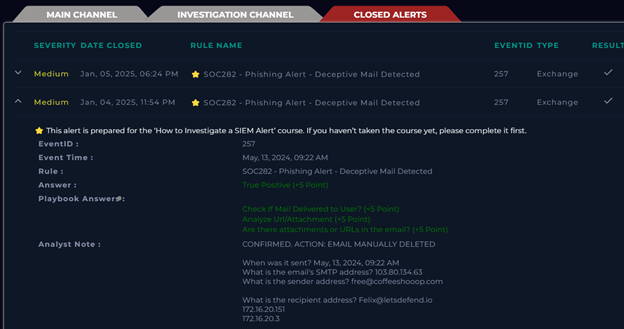 MAIN CHANNEL INVESTIGATION CHANNEL CLOSED ALERTS
SEVERITY DATE CLOSED RULE NAME EVENTID TYPE RESULT
Medium Jan, 05, 2025, 06:24 PM SOC282 - Phishing Alert - Deceptive Mail Detected 257 Exchange
Medium Jan, 04, 2025, 11:54 PM SOC282 - Phishing Alert - Deceptive Mail Detected 257 Exchange
This alert is prepared for the 'How to Investigate a SIEM Alert' course. If you haven't taken the course yet, please complete it first.
EventID : 257
Event Time : May, 13, 2024, 09:22 AM
Rule : SOC282 - Phishing Alert - Deceptive Mail Detected
Answer : True Positive (+5 Point)
Playbook Answers :
Check If Mail Delivered to User? (+5 Point)
Analyze Url/Attachment (+5 Point)
Are there attachments or URLs in the email? (+5 Point)
Analyst Note : CONFIRMED. ACTION: EMAIL MANUALLY DELETED
When was it sent? May, 13, 2024, 09:22 AM
What is the email's SMTP address? 103.80.134.63
What is the sender address? free@coffeeshooop.com
What is the recipient address? Felix@letsdefend.io
172.16.20.151
172.16.20.3